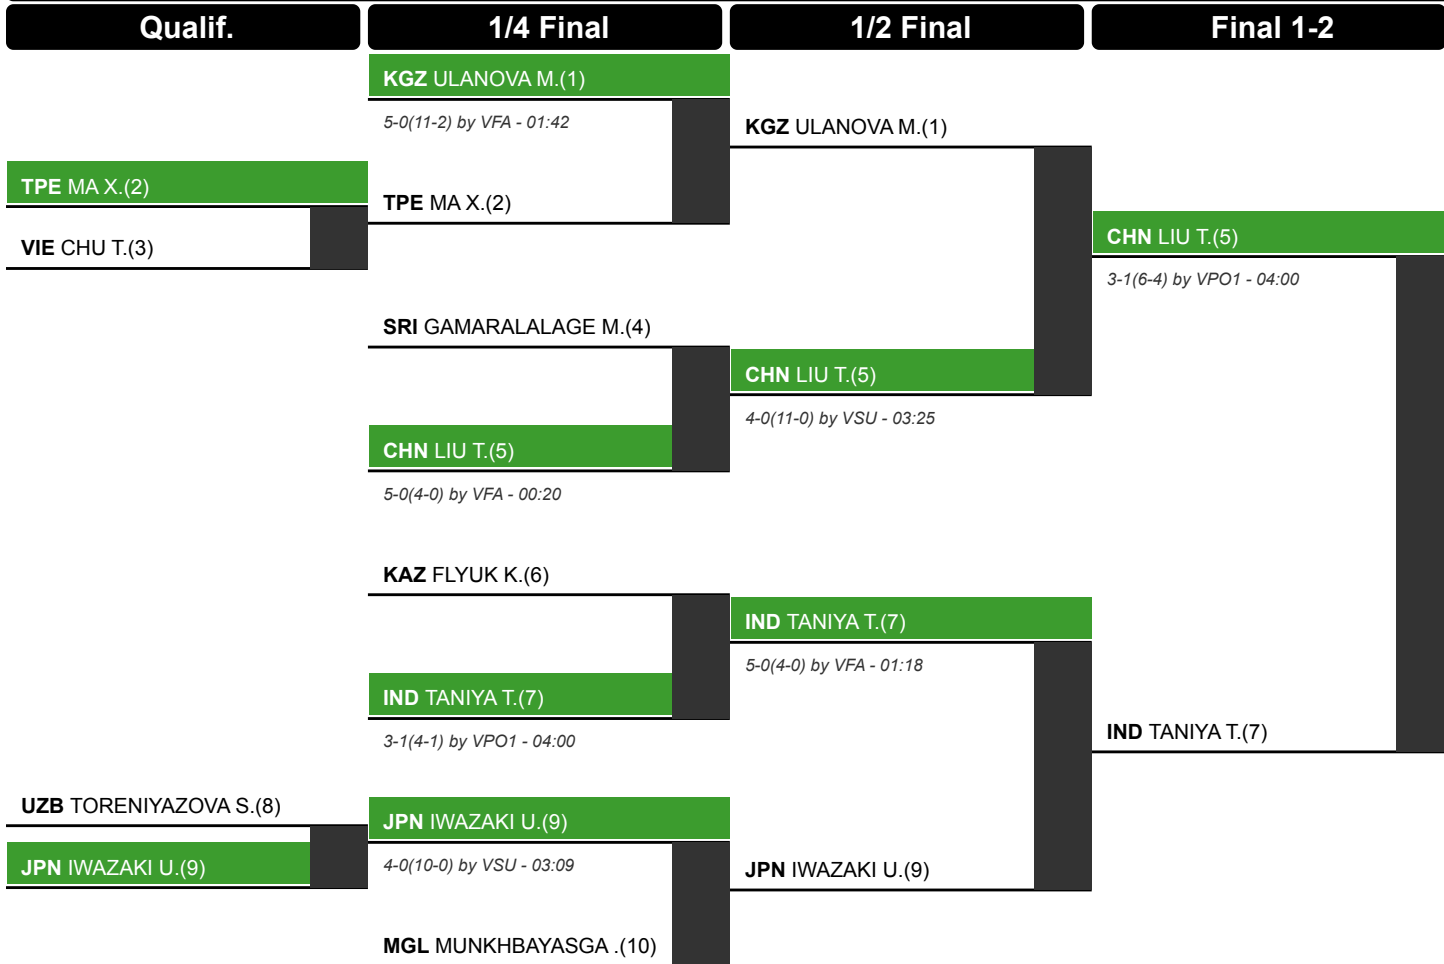 Qualif.
1/4 Final
1/2 Final
Final 1-2
KGZ ULANOVA M.(1)
5-0(11-2) by VFA - 01:42
KGZ ULANOVA M.(1)
TPE MA X.(2)
TPE MA X.(2)
VIE CHU T.(3)
CHN LIU T.(5)
3-1(6-4) by VPO1 - 04:00
SRI GAMARALALAGE M.(4)
CHN LIU T.(5)
4-0(11-0) by VSU - 03:25
CHN LIU T.(5)
5-0(4-0) by VFA - 00:20
KAZ FLYUK K.(6)
IND TANIYA T.(7)
5-0(4-0) by VFA - 01:18
IND TANIYA T.(7)
3-1(4-1) by VPO1 - 04:00
IND TANIYA T.(7)
UZB TORENIYAZOVA S.(8)
JPN IWAZAKI U.(9)
JPN IWAZAKI U.(9)
4-0(10-0) by VSU - 03:09
JPN IWAZAKI U.(9)
MGL MUNKHBAYASGA .(10)